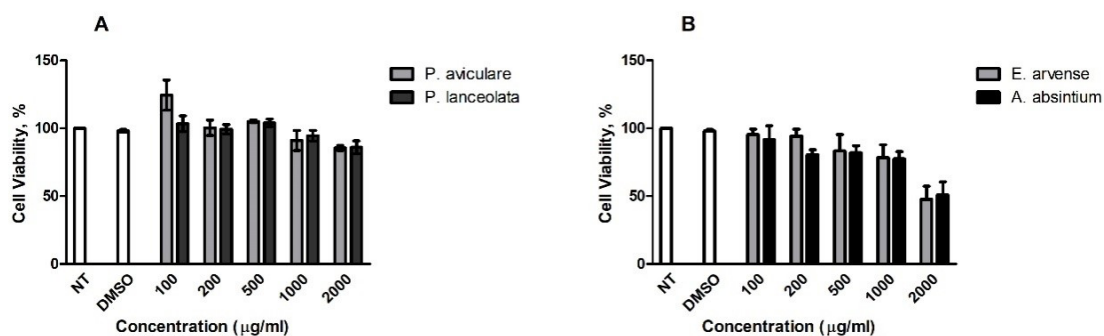 A
Cell Viability, %
150
100
50
0
NT
DMSO
100
200
500
1000
2000
Concentration (μg/ml)
P. aviculare
P. lanceolata
B
Cell Viability, %
150
100
50
0
NT
DMSO
100
200
500
1000
2000
Concentration (μg/ml)
E. arvense
A. absintium